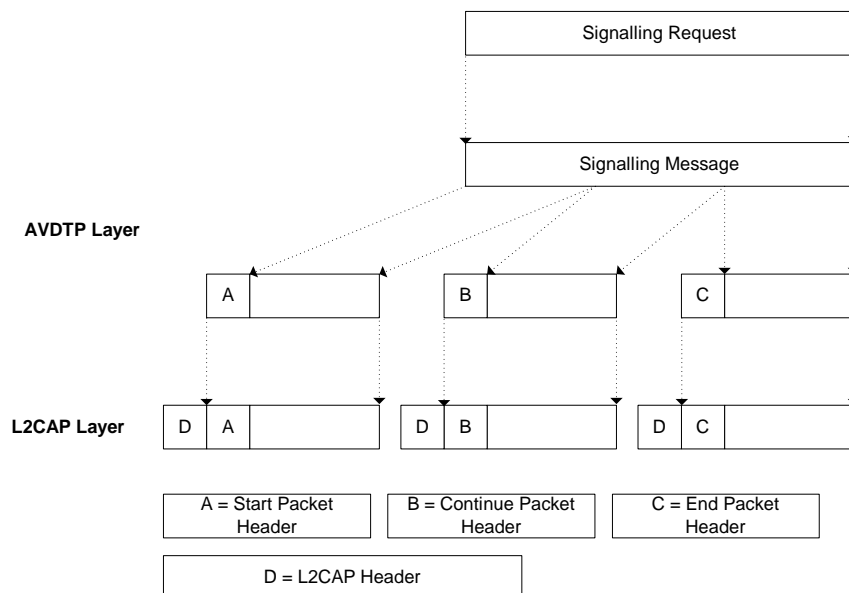 Signalling Request
Signalling Message
AVDTP Layer
A
B
C
L2CAP Layer
D
A
D
B
D
C
A = Start Packet
Header
B = Continue Packet
Header
C = End Packet
Header
D = L2CAP Header